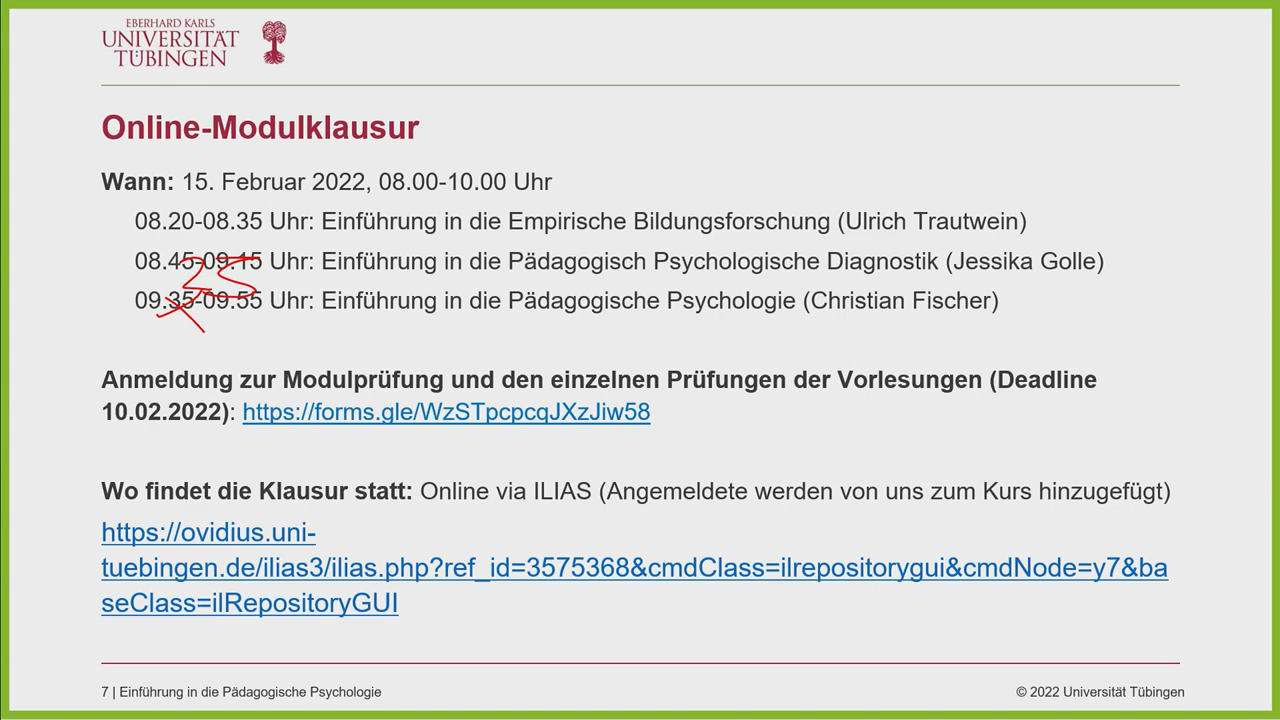 EBERHARD KARLS
UNIVERSITÄT
TÜBINGEN
Online-Modulklausur
Wann: 15. Februar 2022, 08.00-10.00 Uhr
08.20-08.35 Uhr: Einführung in die Empirische Bildungsforschung (Ulrich Trautwein)
08.45-09.15 Uhr: Einführung in die Pädagogisch Psychologische Diagnostik (Jessika Golle)
25
09.35-09.55 Uhr: Einführung in die Pädagogische Psychologie (Christian Fischer)
Anmeldung zur Modulprüfung und den einzelnen Prüfungen der Vorlesungen (Deadline
10.02.2022): https://forms.gle/WzSTpcpcqJXzJiw58
Wo findet die Klausur statt: Online via ILIAS (Angemeldete werden von uns zum Kurs hinzugefügt)
https://ovidius.uni-
tuebingen.de/ilias3/ilias.php?ref_id=3575368&cmdClass=ilrepositorygui&cmdNode=y7&ba
seClass=ilRepositoryGUI
7 | Einführung in die Pädagogische Psychologie
© 2022 Universität Tübingen